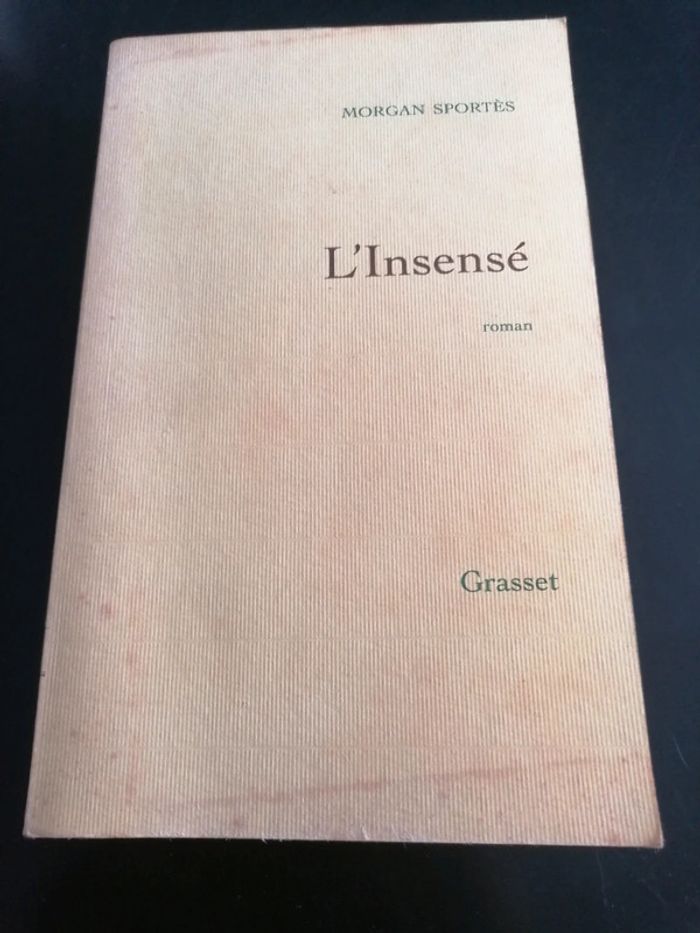 MORGAN SPORTÈS
L'Insensé
roman
Grasset